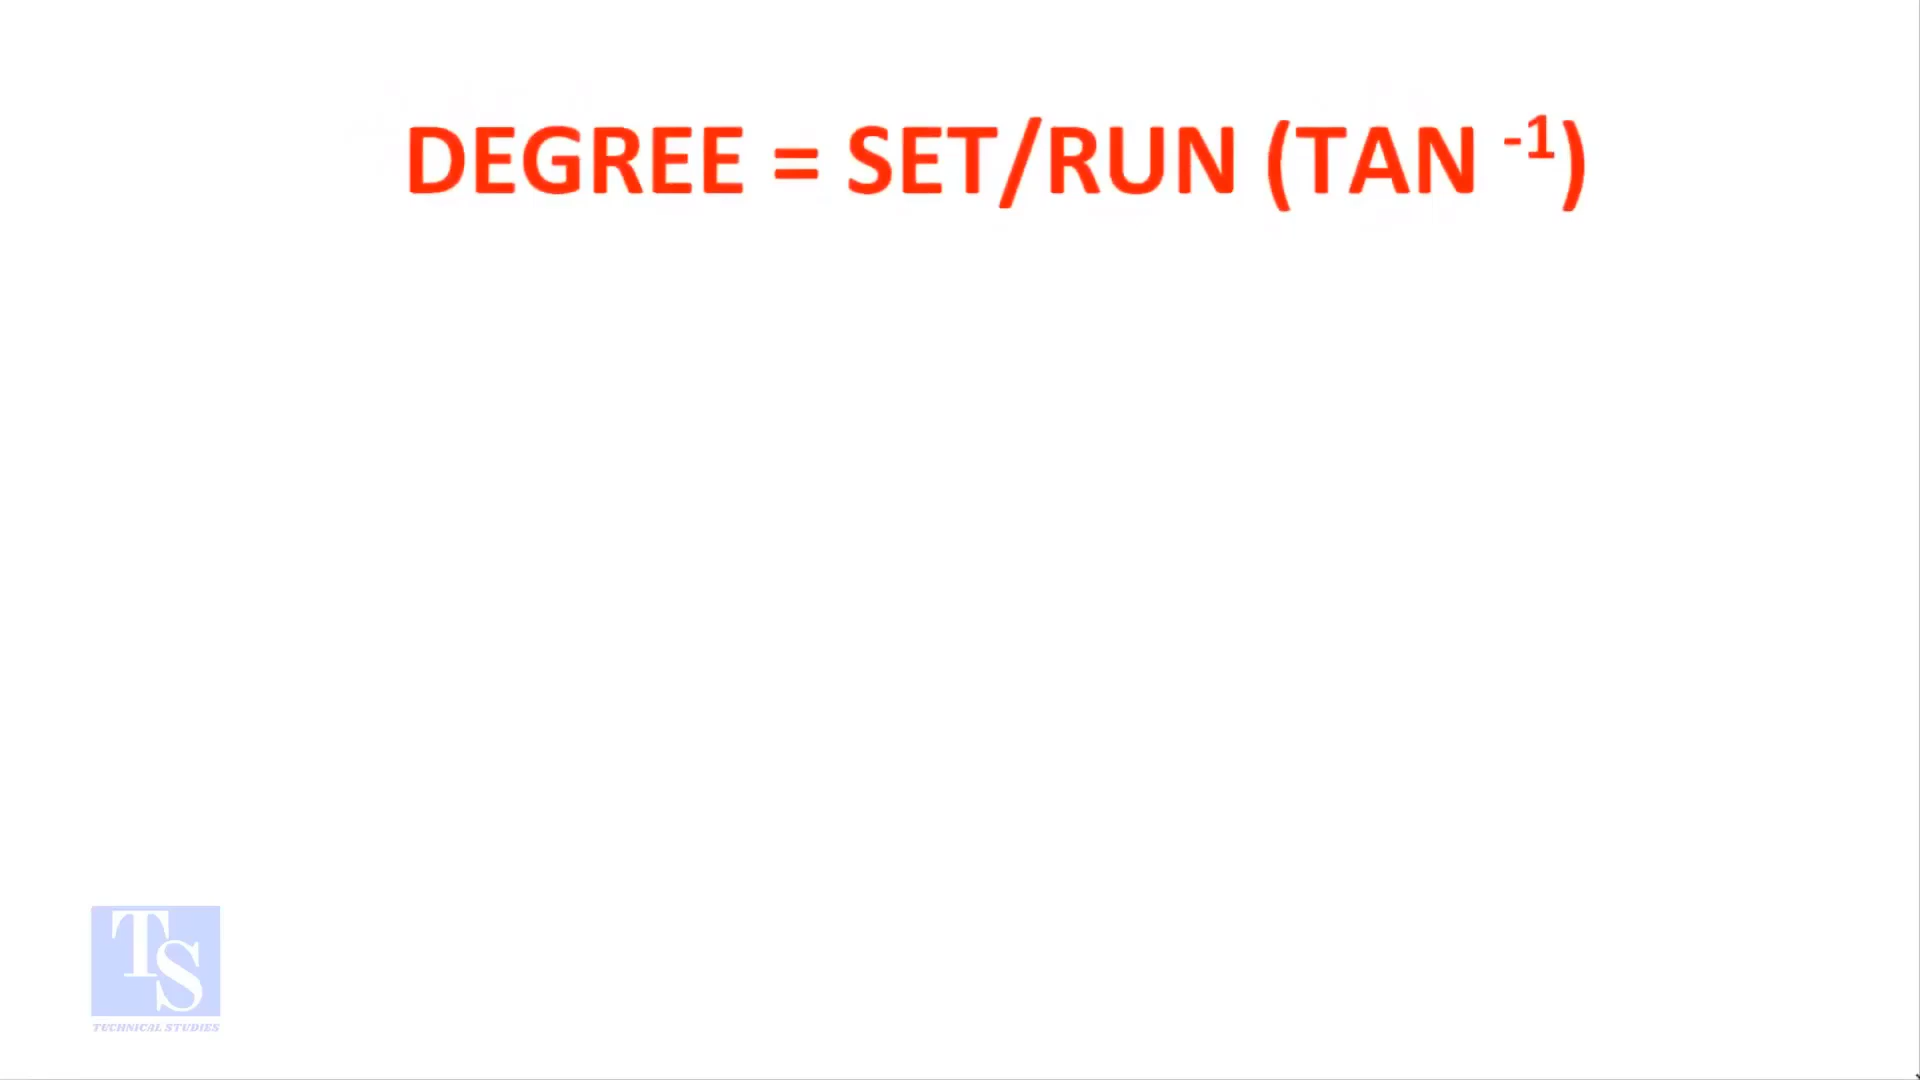 DEGREE = SET/RUN (TAN -1)
TS
TECHNICAL STUDIES